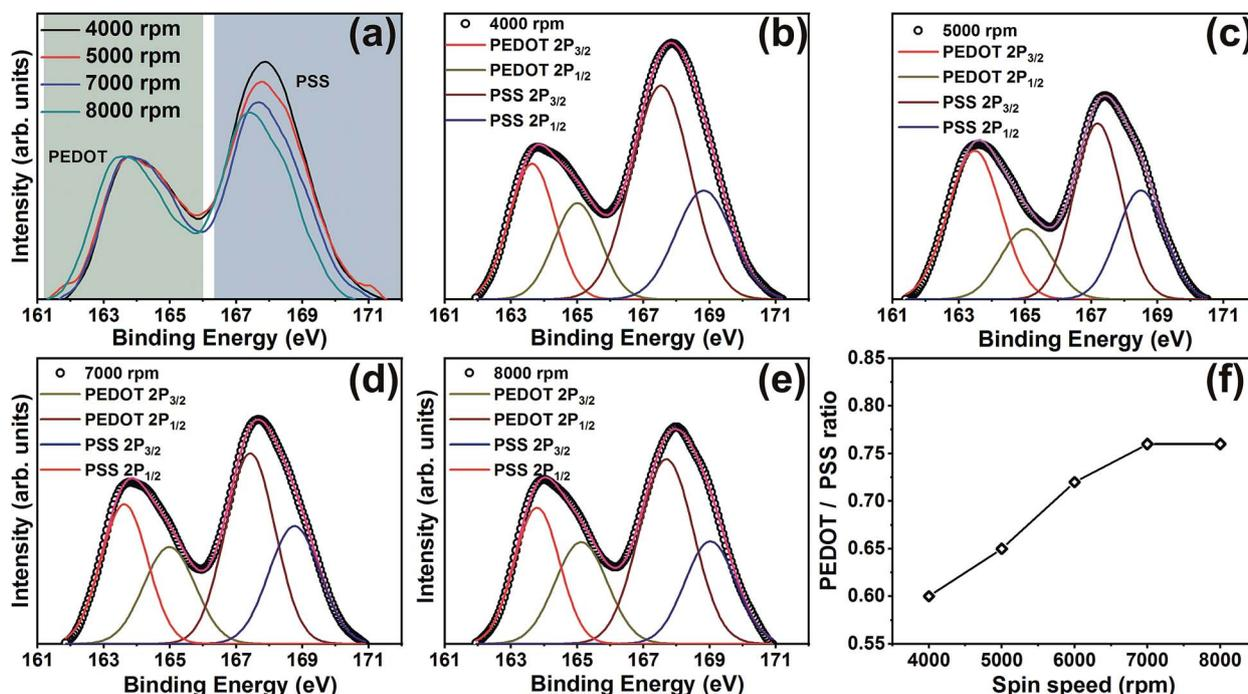 (a)
4000 rpm
5000 rpm
7000 rpm
8000 rpm
PSS
PEDOT
Intensity (arb. units)
161 163 165 167 169 171
Binding Energy (eV)
(b)
4000 rpm
PEDOT 2P3/2
PEDOT 2P1/2
PSS 2P3/2
PSS 2P1/2
Intensity (arb. units)
161 163 165 167 169 171
Binding Energy (eV)
(c)
5000 rpm
PEDOT 2P3/2
PEDOT 2P1/2
PSS 2P3/2
PSS 2P1/2
Intensity (arb. units)
161 163 165 167 169 171
Binding Energy (eV)
(d)
7000 rpm
PEDOT 2P3/2
PEDOT 2P1/2
PSS 2P3/2
PSS 2P1/2
Intensity (arb. units)
161 163 165 167 169 171
Binding Energy (eV)
(e)
8000 rpm
PEDOT 2P3/2
PEDOT 2P1/2
PSS 2P3/2
PSS 2P1/2
Intensity (arb. units)
161 163 165 167 169 171
Binding Energy (eV)
(f)
PEDOT / PSS ratio
0.85
0.80
0.75
0.70
0.65
0.60
0.55
4000 5000 6000 7000 8000
Spin speed (rpm)